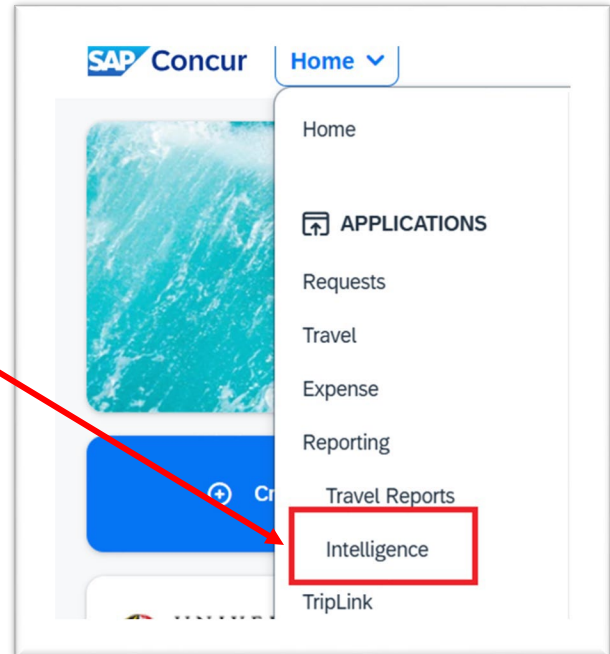 SAP Concur Home
Home
APPLICATIONS
Requests
Travel
Expense
Reporting
Travel Reports
Intelligence
TripLink